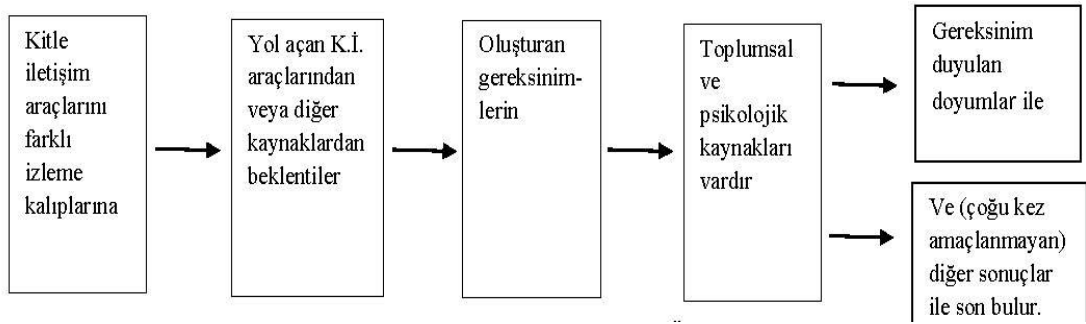 Kitle
iletişim
araçlarını
farklı
izleme
kalıplarına
Yol açan K.İ.
araçlarından
veya diğer
kaynaklardan
beklentiler
Oluşturan
gereksinim-
lerin
Toplumsal
ve
psikolojik
kaynakları
vardır
Gereksinim
duyulan
doyumlar ile
Ve (çoğu kez
amaçlanmayan)
diğer sonuçlar
ile son bulur.